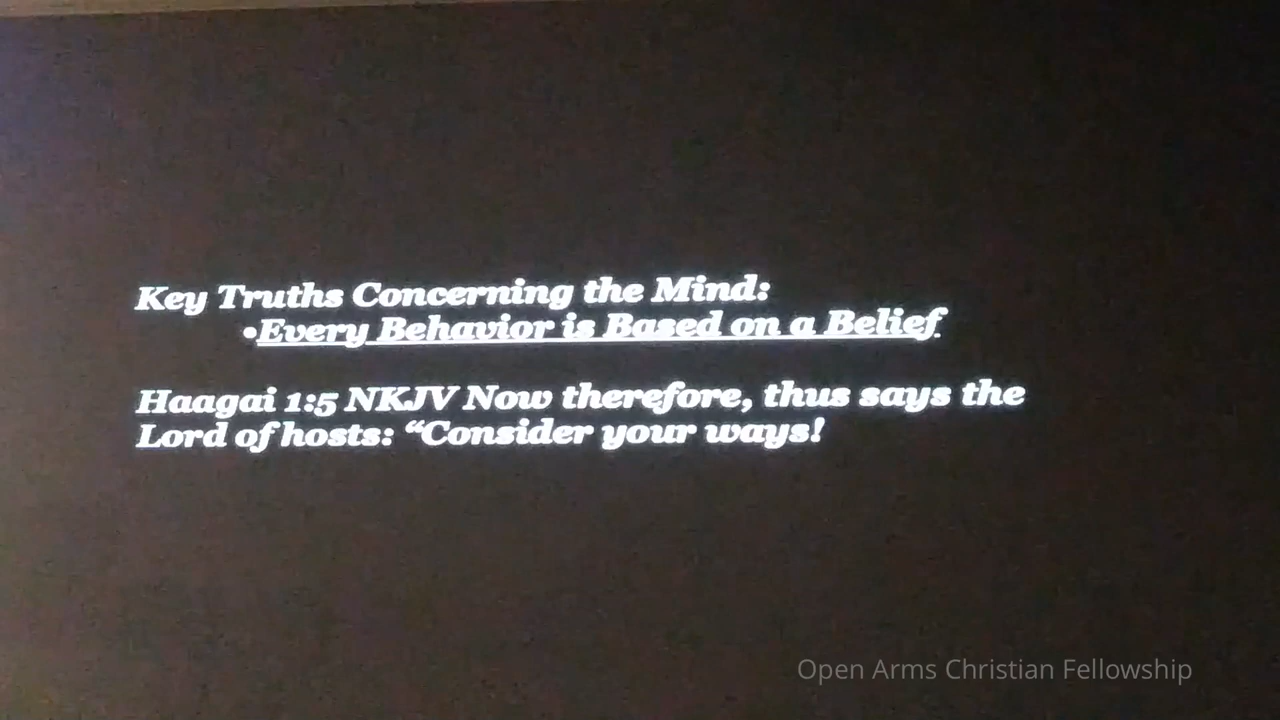 Key Truths Concerning the Mind:
•Every Behavior is Based on a Belief.
Haagai 1:5 NKJV Now therefore, thus says the
Lord of hosts: “Consider your ways!
Open Arms Christian Fellowship